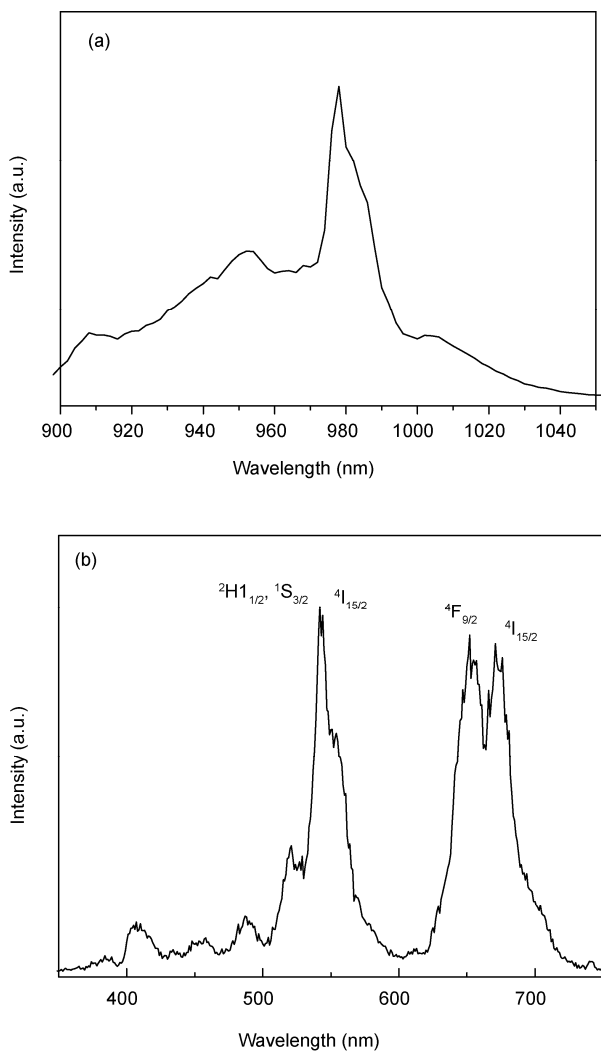 (a)
Intensity (a.u.)
900 920 940 960 980 1000 1020 1040
Wavelength (nm)
(b)
²H1₁/₂, ¹S₃/₂ ⁴I₁₅/₂
⁴F₉/₂ ⁴I₁₅/₂
Intensity (a.u.)
400 500 600 700
Wavelength (nm)